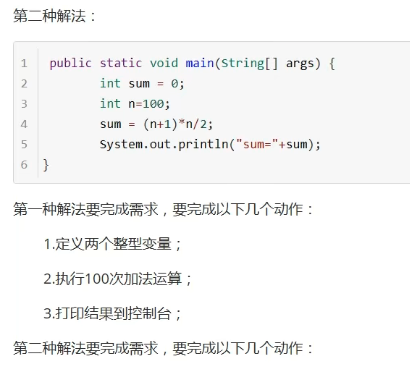 第二种解法：
1 public static void main(String[] args) {
2 int sum = 0;
3 int n=100;
4 sum = (n+1)*n/2;
5 System.out.println("sum="+sum);
6 }
第一种解法要完成需求，要完成以下几个动作：
1.定义两个整型变量；
2.执行100次加法运算；
3.打印结果到控制台；
第二种解法要完成需求，要完成以下几个动作：